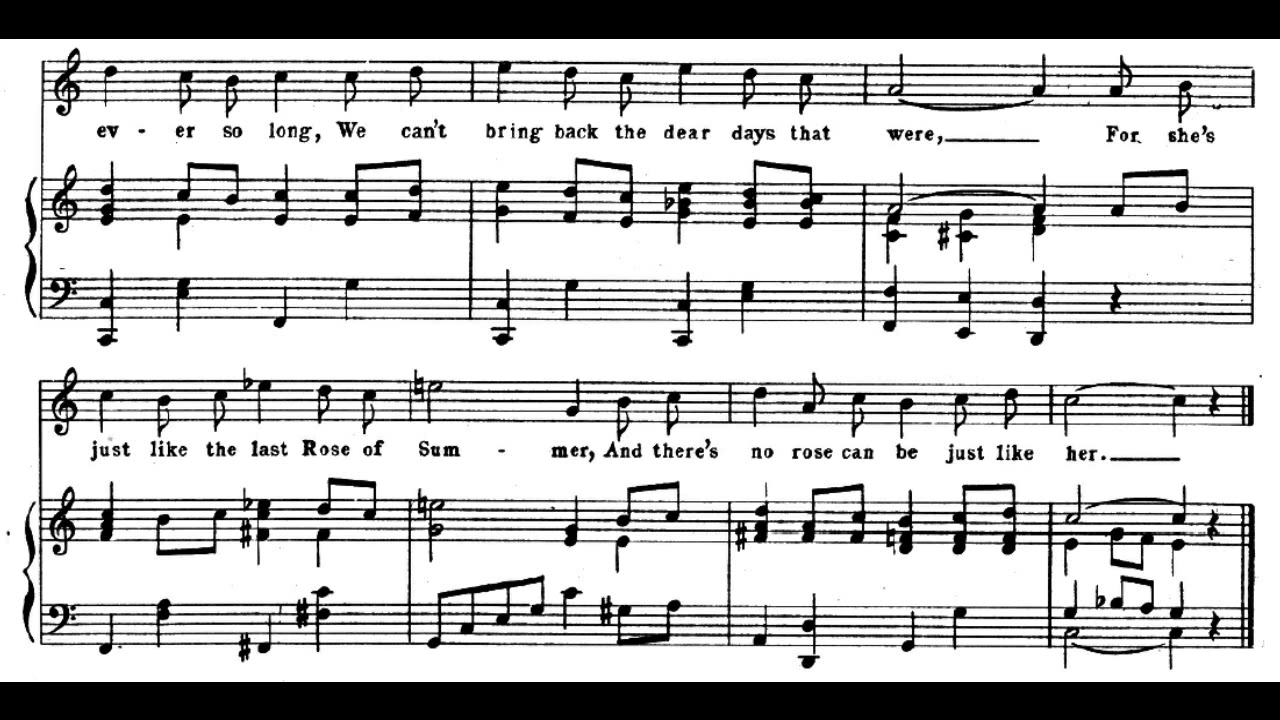 ev - er so long, We can't bring back the dear days that were, For she's
just like the last Rose of Sum - mer, And there's no rose can be just like her.